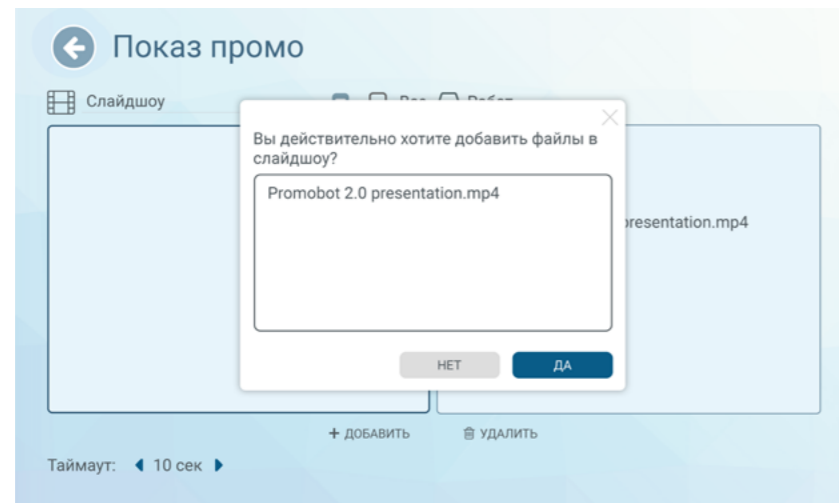 Показ промо
Слайдшоу
Вы действительно хотите добавить файлы в
слайдшоу?
Promobot 2.0 presentation.mp4
presentation.mp4
НЕТ
ДА
+ ДОБАВИТЬ
УДАЛИТЬ
Таймаут: 10 сек